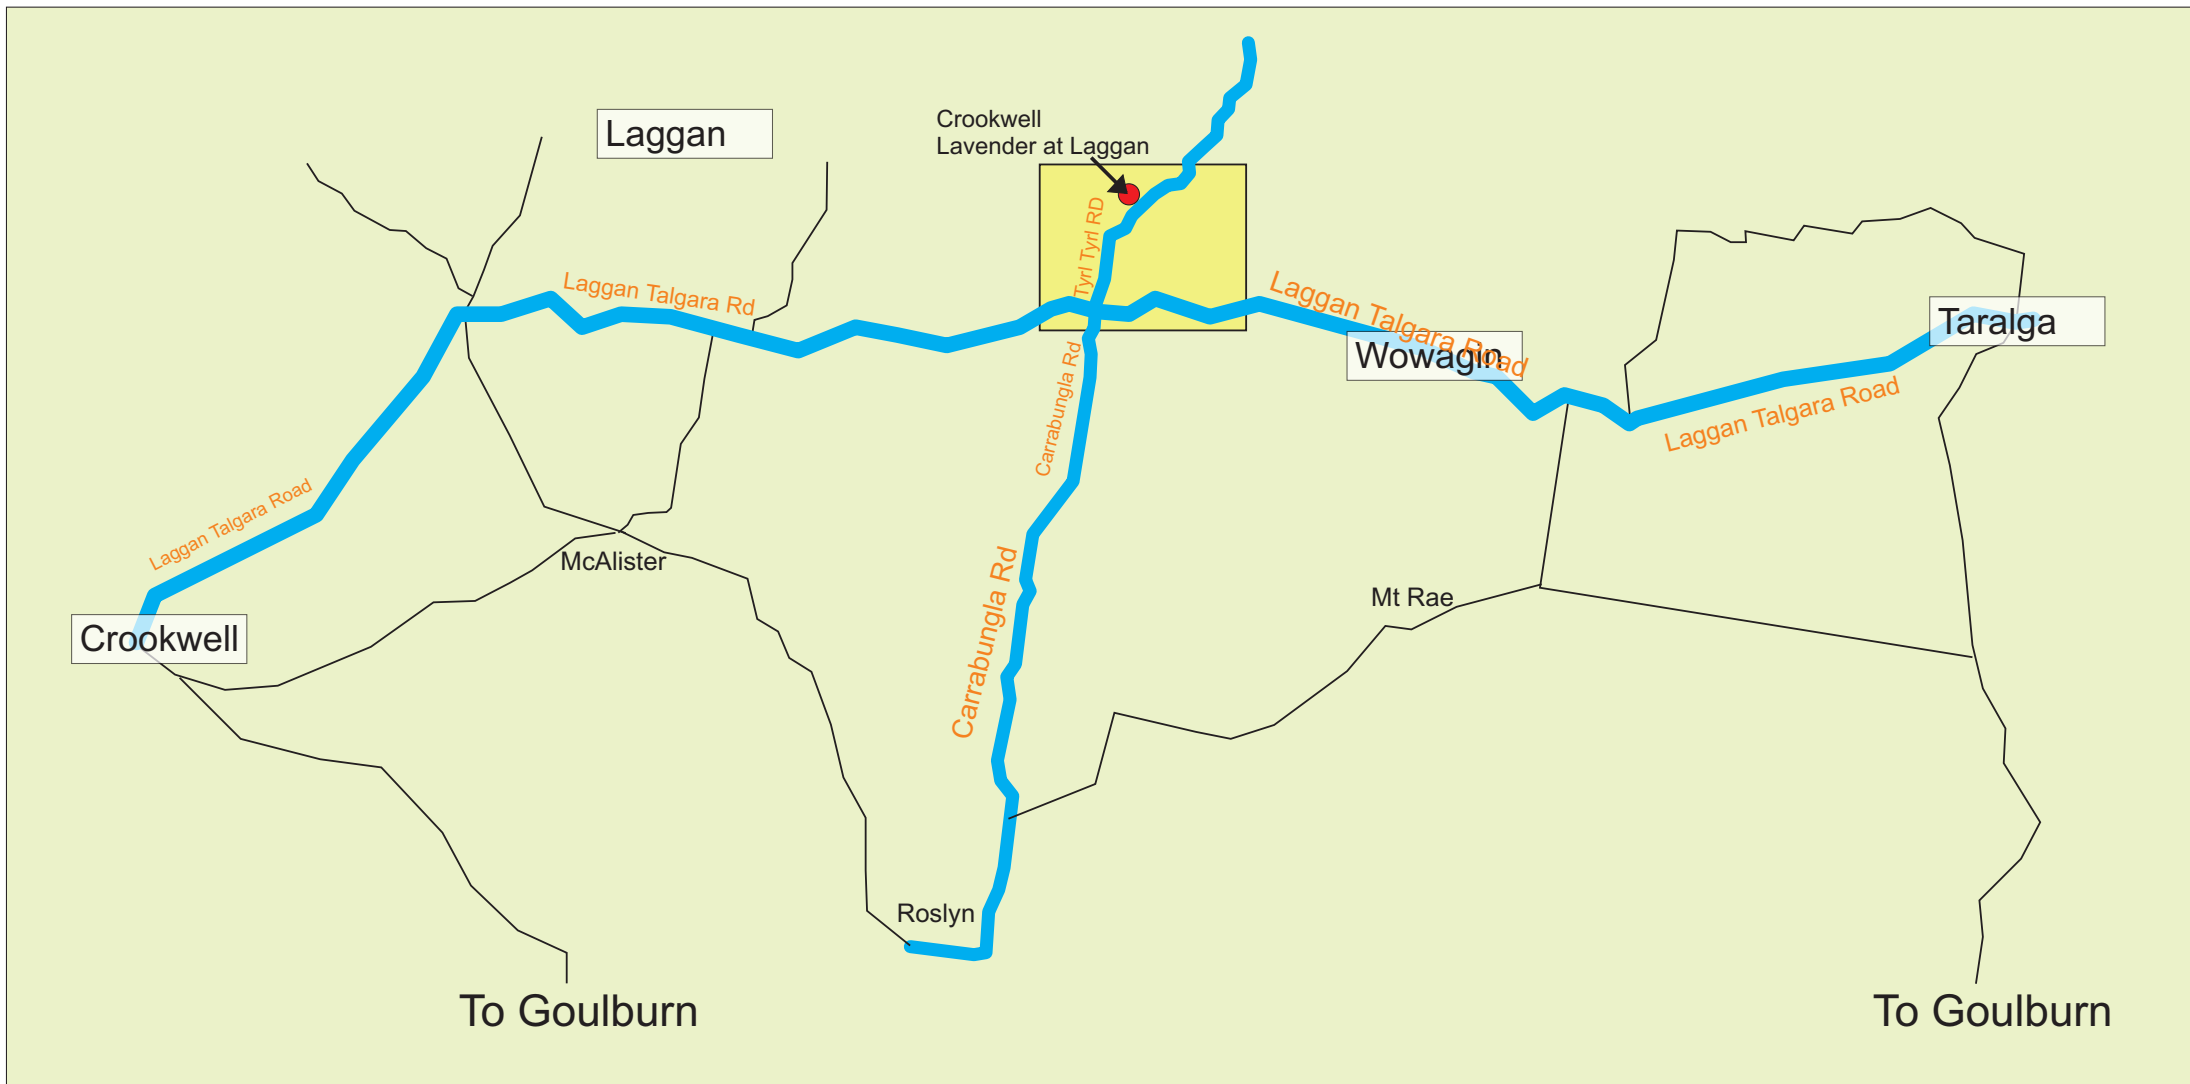 Crookwell
Lavender at Laggan
Laggan
Tyrl Tyrl RD
Laggan Talgara Rd
Laggan Talgara Road
Taralga
Wowagin
Carrabungla Rd
Laggan Talgara Road
Laggan Talgara Road
McAlister
Mt Rae
Crookwell
Carrabungla Rd
Roslyn
To Goulburn
To Goulburn